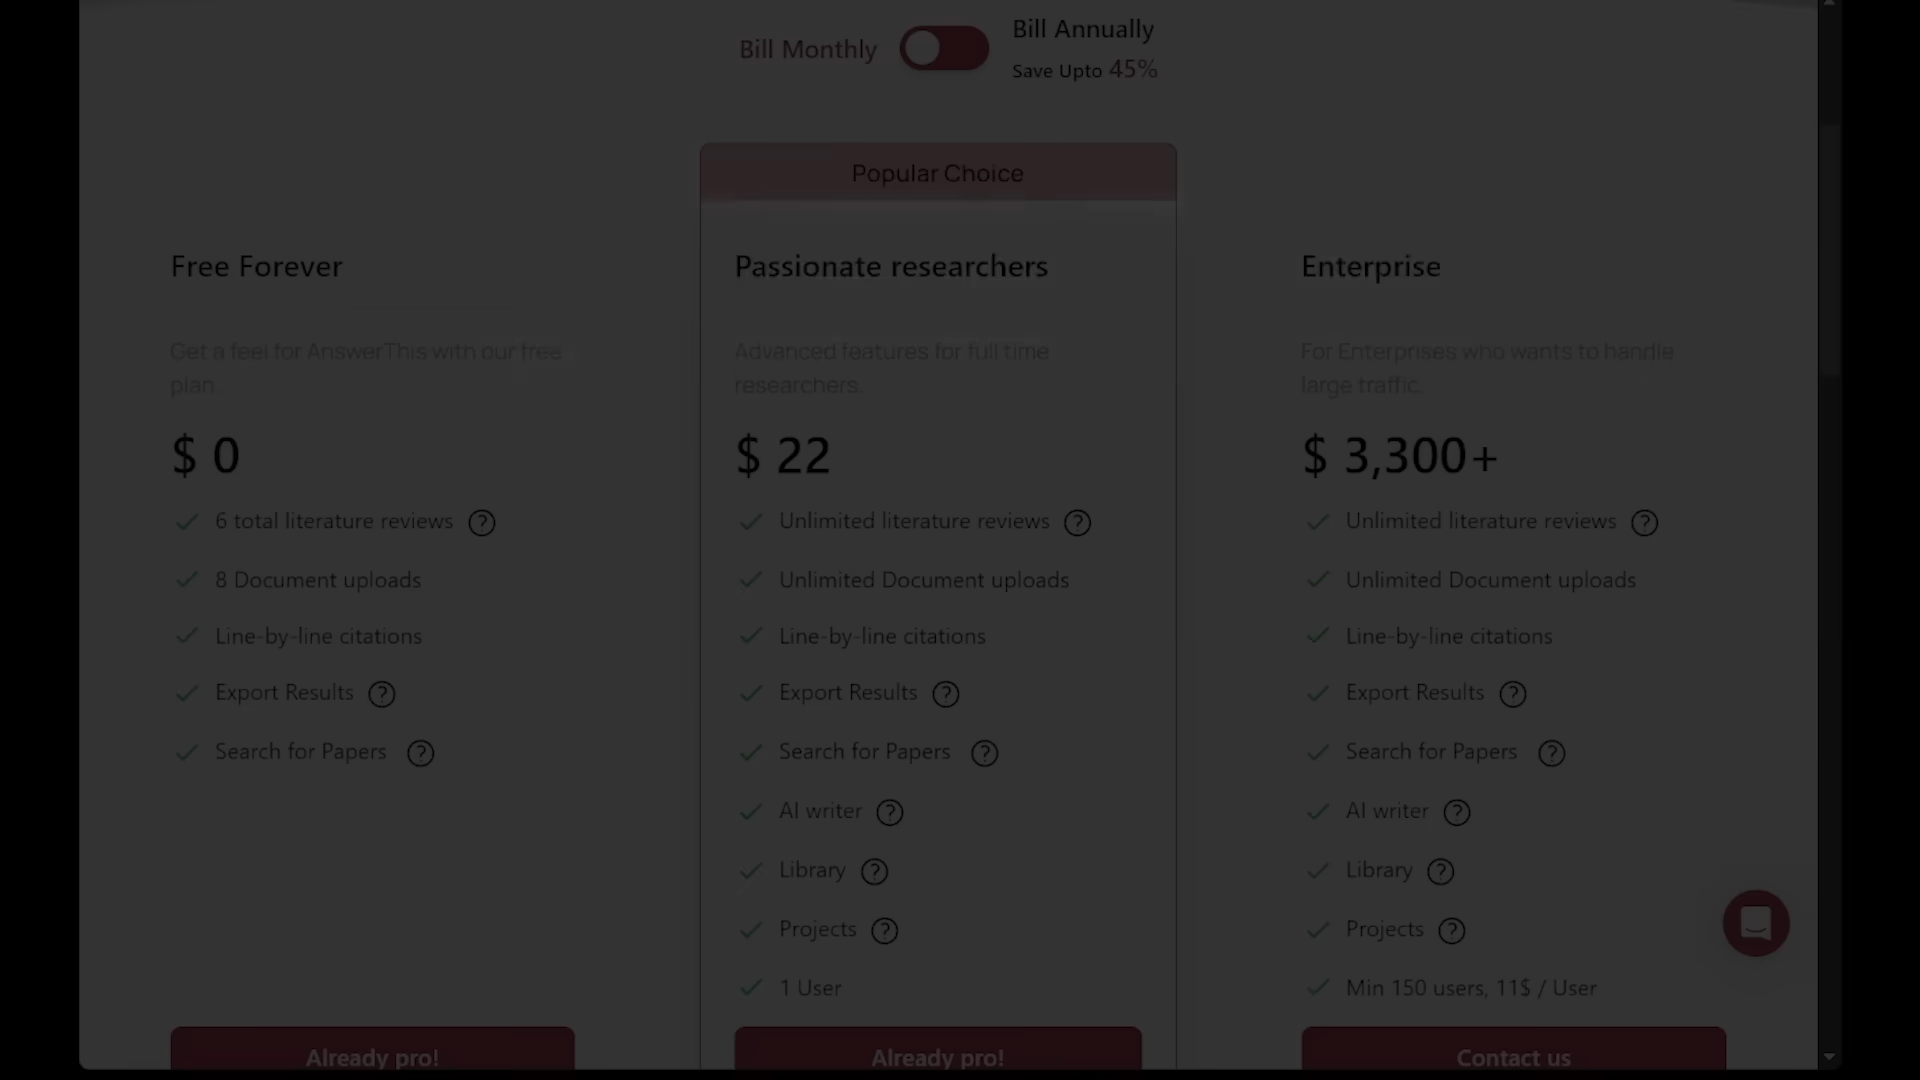 Bill Monthly
Bill Annually
Save Upto 45%
Popular Choice
Free Forever
Get a feel for AnswerThis with our free
plan.
$ 0
6 total literature reviews ?
8 Document uploads
Line-by-line citations
Export Results ?
Search for Papers ?
Already pro!
Passionate researchers
Advanced features for full time
researchers.
$ 22
Unlimited literature reviews ?
Unlimited Document uploads
Line-by-line citations
Export Results ?
Search for Papers ?
AI writer ?
Library ?
Projects ?
1 User
Already pro!
Enterprise
For Enterprises who wants to handle
large traffic.
$ 3,300+
Unlimited literature reviews ?
Unlimited Document uploads
Line-by-line citations
Export Results ?
Search for Papers ?
AI writer ?
Library ?
Projects ?
Min 150 users, 11$ / User
Contact us